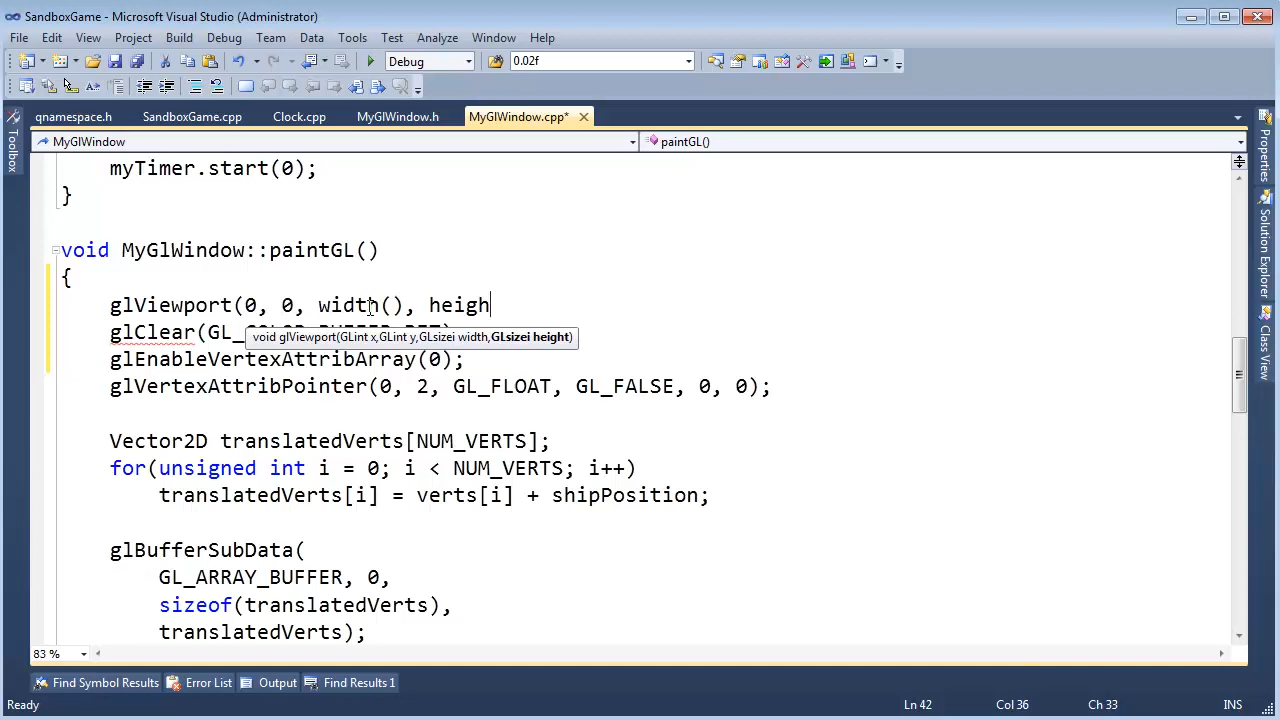 SandboxGame - Microsoft Visual Studio (Administrator)
File Edit View Project Build Debug Team Data Tools Test Analyze Window Help
Debug 0.02f
qnamespace.h SandboxGame.cpp Clock.cpp MyGlWindow.h MyGlWindow.cpp*
MyGlWindow paintGL()
Toolbox
Properties
Solution Explorer
Class View
myTimer.start(0);
}
void MyGlWindow::paintGL()
{
glViewport(0, 0, width(), heigh
glClear(GL_
void glViewport(GLint x,GLint y,GLsizei width,GLsizei height)
glEnableVertexAttribArray(0);
glVertexAttribPointer(0, 2, GL_FLOAT, GL_FALSE, 0, 0);
Vector2D translatedVerts[NUM_VERTS];
for(unsigned int i = 0; i < NUM_VERTS; i++)
translatedVerts[i] = verts[i] + shipPosition;
glBufferSubData(
GL_ARRAY_BUFFER, 0,
sizeof(translatedVerts),
translatedVerts);
83 %
Find Symbol Results Error List Output Find Results 1
Ready Ln 42 Col 36 Ch 33 INS